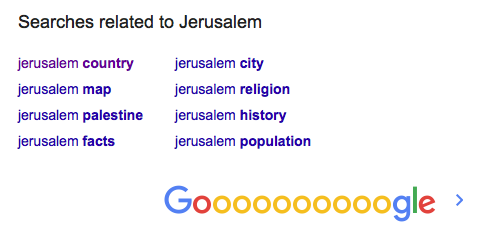 Searches related to Jerusalem
jerusalem country
jerusalem city
jerusalem map
jerusalem religion
jerusalem palestine
jerusalem history
jerusalem facts
jerusalem population
Goooooooooogle